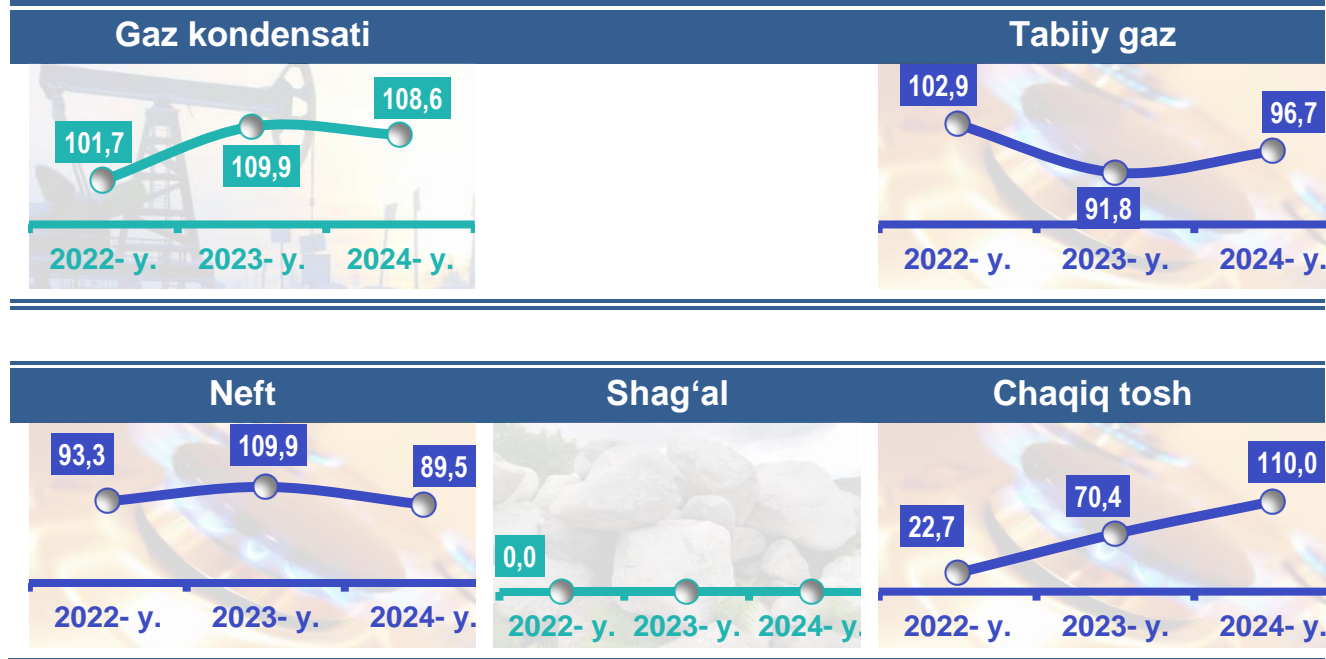 Gaz kondensati
Tabiiy gaz
101,7
109,9
108,6
2022- y. 2023- y. 2024- y.
102,9
91,8
96,7
2022- y. 2023- y. 2024- y.
Neft
Shag‘al
Chaqiq tosh
93,3
109,9
89,5
2022- y. 2023- y. 2024- y.
0,0
2022- y. 2023- y. 2024- y.
22,7
70,4
110,0
2022- y. 2023- y. 2024- y.